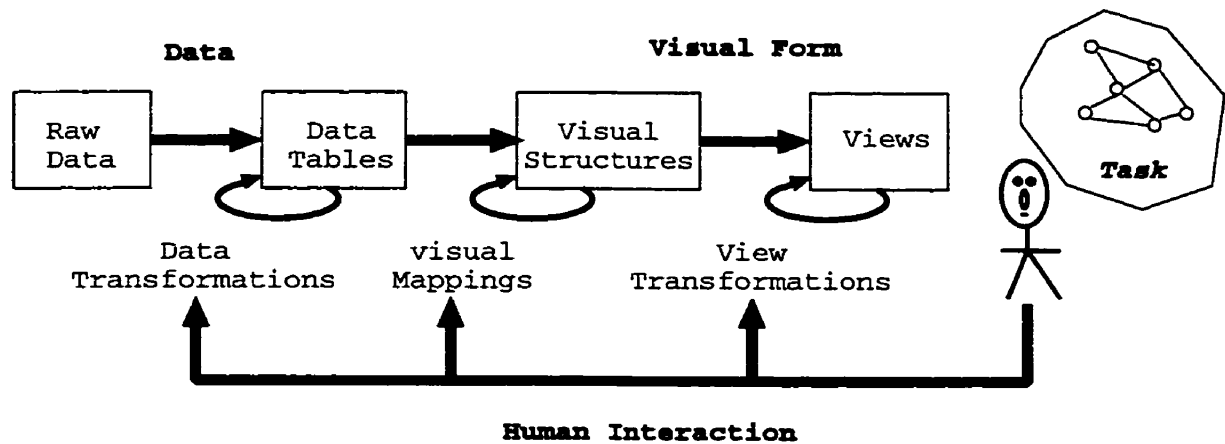 Data
Visual Form
Raw
Data
Data
Tables
Visual
Structures
Views
Task
Data
Transformations
visual
Mappings
View
Transformations
Human Interaction